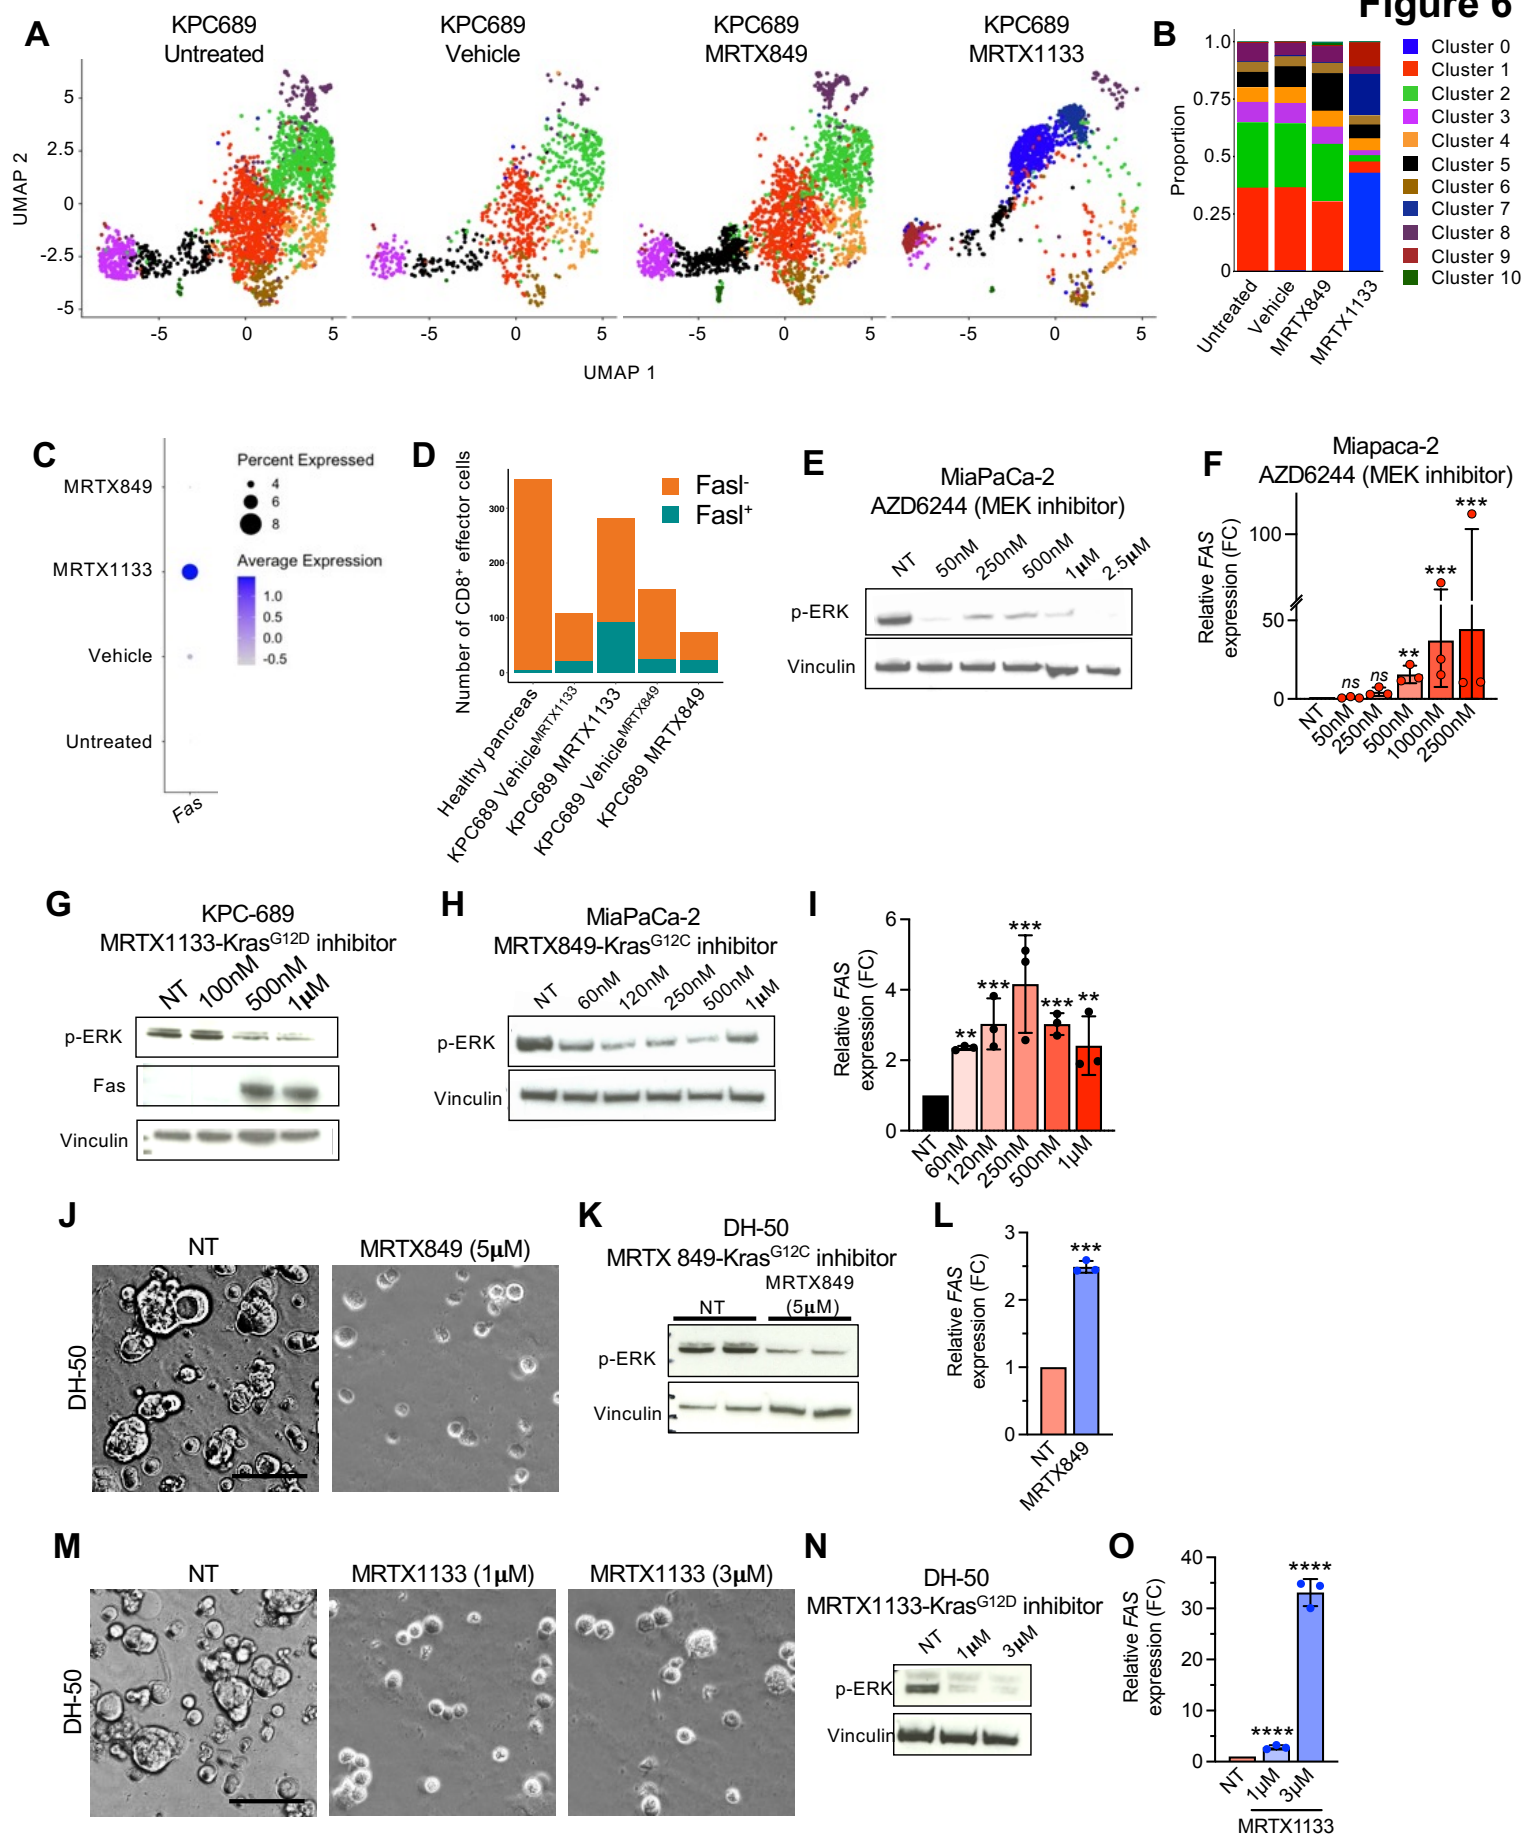 Figure 6
A
KPC689
Untreated
KPC689
Vehicle
KPC689
MRTX849
KPC689
MRTX1133
UMAP 2
5
2.5
0
-2.5
-5
-5 0 5
-5 0 5
-5 0 5
-5 0 5
UMAP 1
B
Proportion
1.0
0.75
0.5
0.25
0
Untreated
Vehicle
MRTX849
MRTX1133
Cluster 0
Cluster 1
Cluster 2
Cluster 3
Cluster 4
Cluster 5
Cluster 6
Cluster 7
Cluster 8
Cluster 9
Cluster 10
C
MRTX849
MRTX1133
Vehicle
Untreated
Fas
Percent Expressed
4
6
8
Average Expression
1.0
0.5
0.0
-0.5
D
Number of CD8+ effector cells
300
200
100
0
Fasl-
Fasl+
Healthy pancreas
KPC689 VehicleMRTX1133
KPC689 MRTX1133
KPC689 VehicleMRTX849
KPC689 MRTX849
E
MiaPaCa-2
AZD6244 (MEK inhibitor)
NT 50nM 250nM 500nM 1μM 2.5μM
p-ERK
Vinculin
F
Miapaca-2
AZD6244 (MEK inhibitor)
Relative FAS
expression (FC)
100
50
0
ns ns ** *** ***
NT 50nM 250nM 500nM 1000nM 2500nM
G
KPC-689
MRTX1133-KrasG12D inhibitor
NT 100nM 500nM 1μM
p-ERK
Fas
Vinculin
H
MiaPaCa-2
MRTX849-KrasG12C inhibitor
NT 60nM 120nM 250nM 500nM 1μM
p-ERK
Vinculin
I
Relative FAS
expression (FC)
6
4
2
0
** *** *** *** **
NT 60nM 120nM 250nM 500nM 1μM
J
NT
MRTX849 (5μM)
DH-50
K
DH-50
MRTX 849-KrasG12C inhibitor
NT
MRTX849
(5μM)
p-ERK
Vinculin
L
Relative FAS
expression (FC)
3
2
1
0
***
NT
MRTX849
M
NT
MRTX1133 (1μM)
MRTX1133 (3μM)
DH-50
N
DH-50
MRTX1133-KrasG12D inhibitor
NT 1μM 3μM
p-ERK
Vinculin
O
Relative FAS
expression (FC)
40
30
20
10
0
**** ****
NT 1μM 3μM
MRTX1133